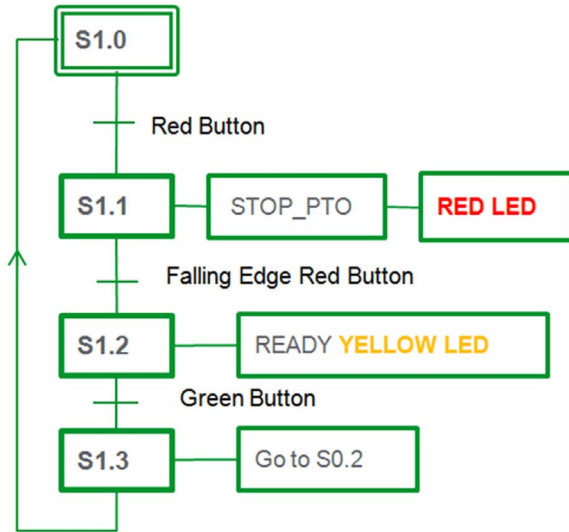 S1.0
Red Button
S1.1 STOP_PTO RED LED
Falling Edge Red Button
S1.2 READY YELLOW LED
Green Button
S1.3 Go to S0.2